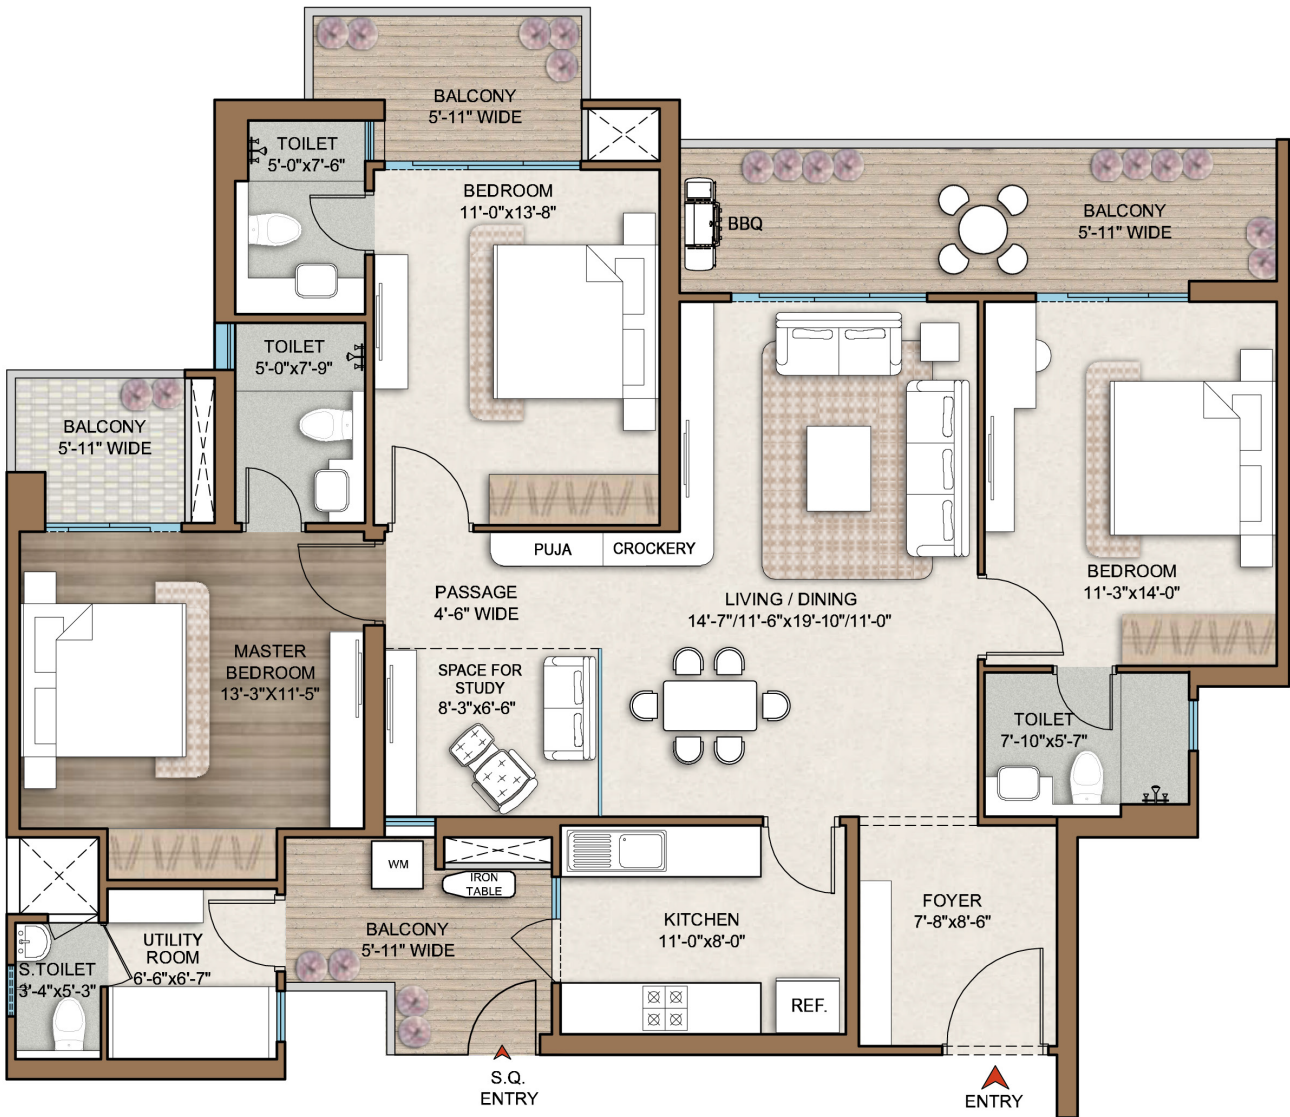 BALCONY
5'-11" WIDE
TOILET
5'-0"x7'-6"
BEDROOM
11'-0"x13'-8"
BBQ
BALCONY
5'-11" WIDE
TOILET
5'-0"x7'-9"
BALCONY
5'-11" WIDE
PUJA
CROCKERY
PASSAGE
4'-6" WIDE
LIVING / DINING
14'-7"/11'-6"x19'-10"/11'-0"
BEDROOM
11'-3"x14'-0"
MASTER
BEDROOM
13'-3"X11'-5"
SPACE FOR
STUDY
8'-3"x6'-6"
TOILET
7'-10"x5'-7"
WM
IRON
TABLE
BALCONY
5'-11" WIDE
KITCHEN
11'-0"x8'-0"
FOYER
7'-8"x8'-6"
UTILITY
ROOM
6'-6"x6'-7"
S.TOILET
3'-4"x5'-3"
REF.
S.Q.
ENTRY
ENTRY